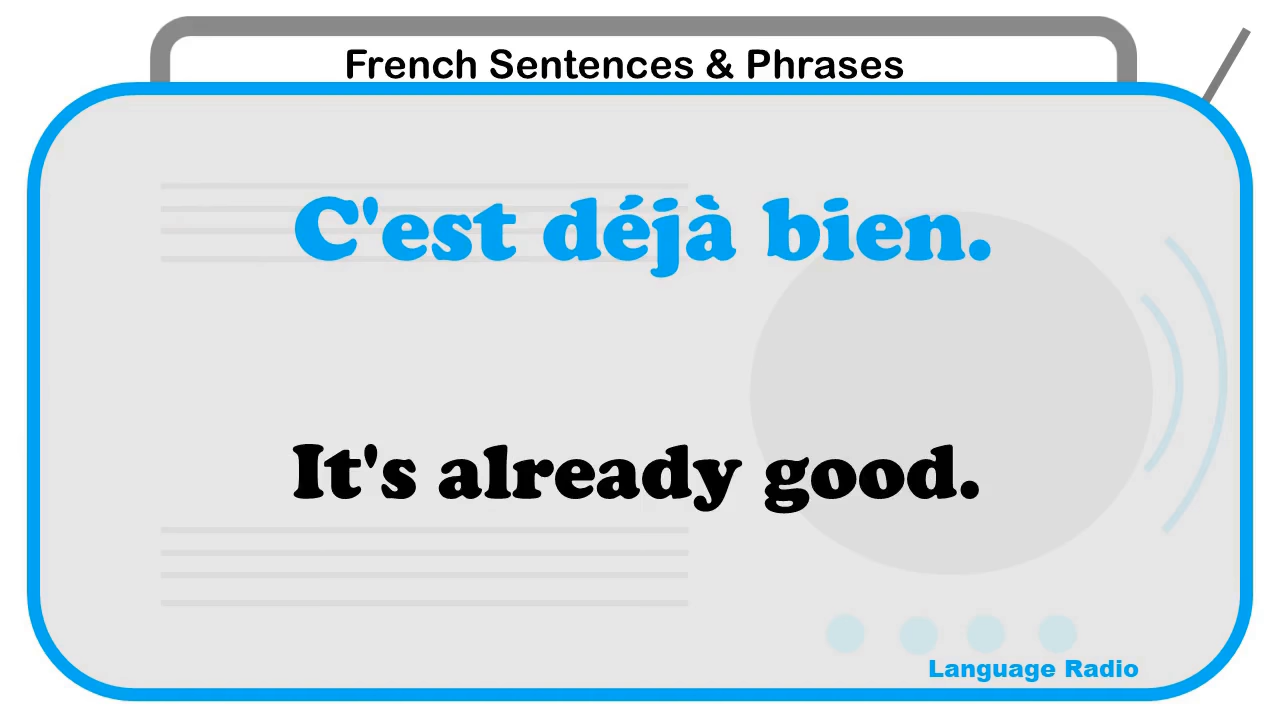 French Sentences & Phrases
C'est déjà bien.
It's already good.
Language Radio